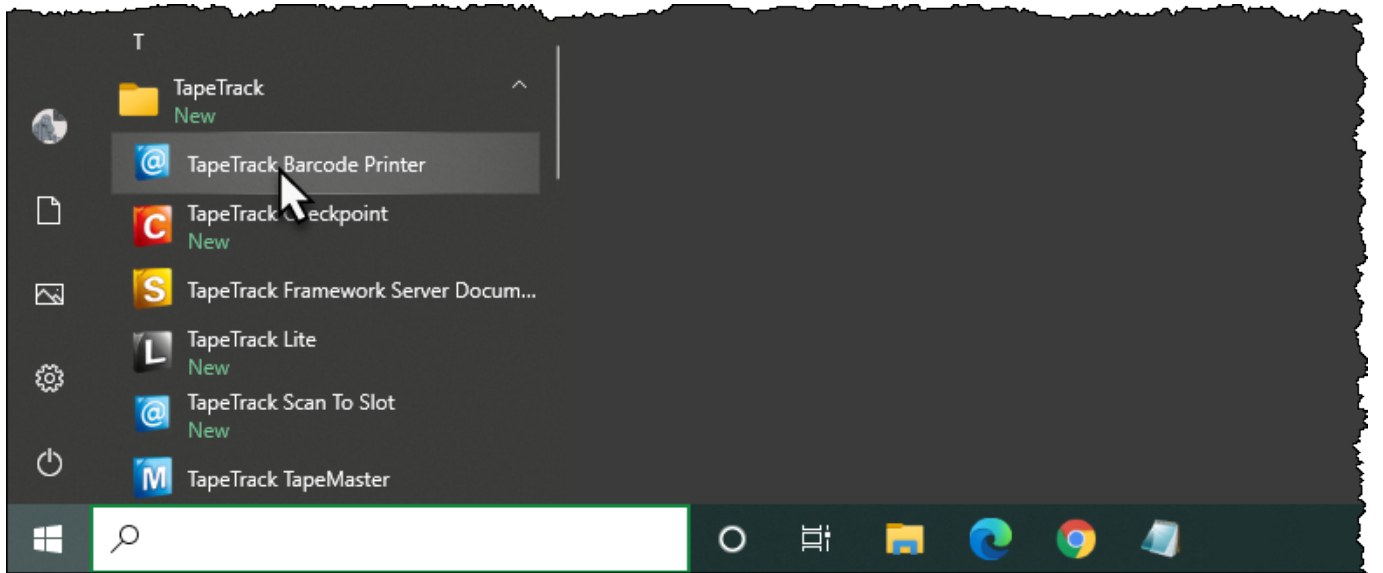 T
TapeTrack
New
TapeTrack Barcode Printer
TapeTrack C eckpoint
New
TapeTrack Framework Server Docum...
TapeTrack Lite
New
TapeTrack Scan To Slot
New
TapeTrack TapeMaster